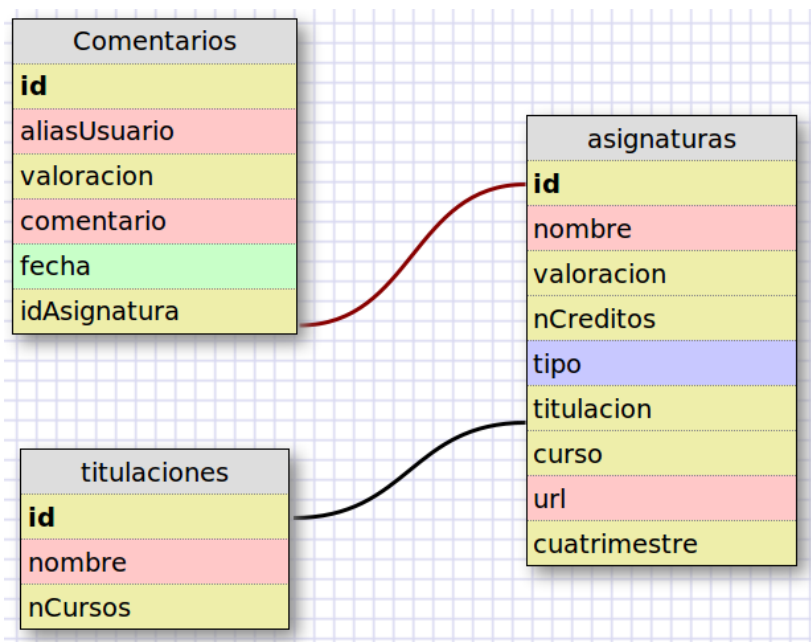 Comentarios
id
aliasUsuario
valoracion
comentario
fecha
idAsignatura
titulaciones
id
nombre
nCursos
asignaturas
id
nombre
valoracion
nCreditos
tipo
titulacion
curso
url
cuatrimestre